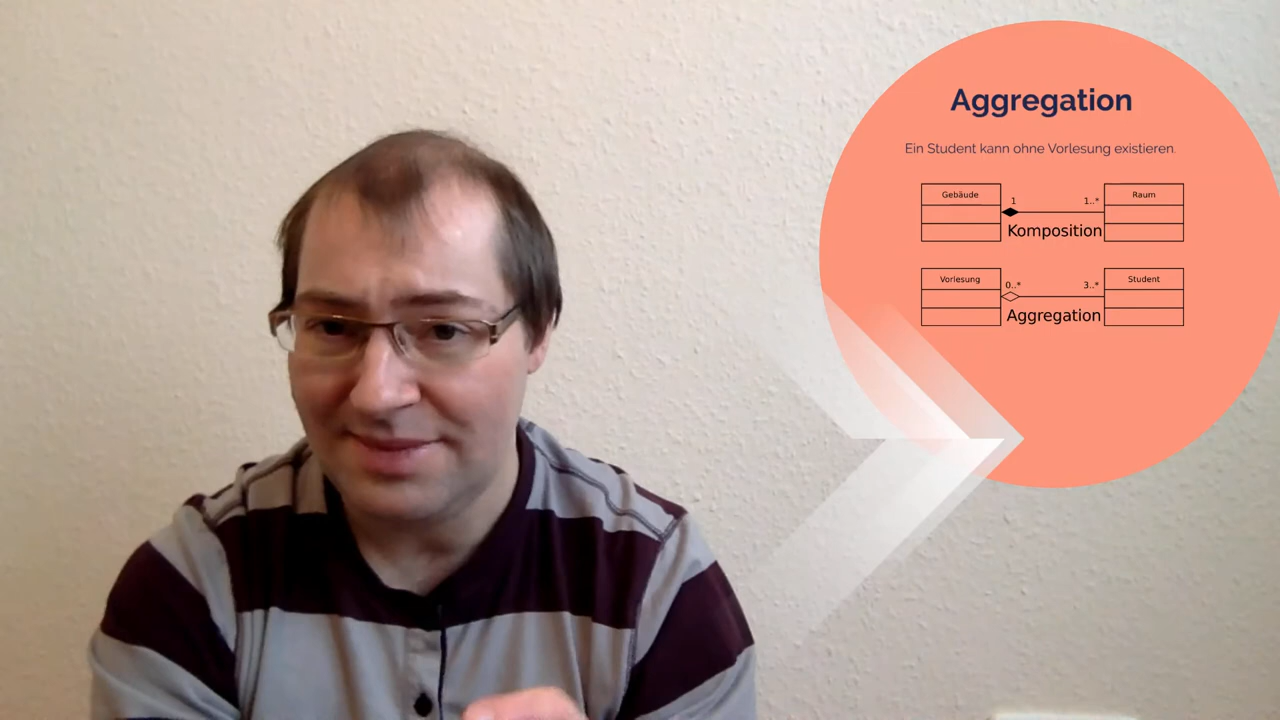 Aggregation
Ein Student kann ohne Vorlesung existieren.
Gebäude
1
1..*
Raum
Komposition
Vorlesung
0..*
3..*
Student
Aggregation